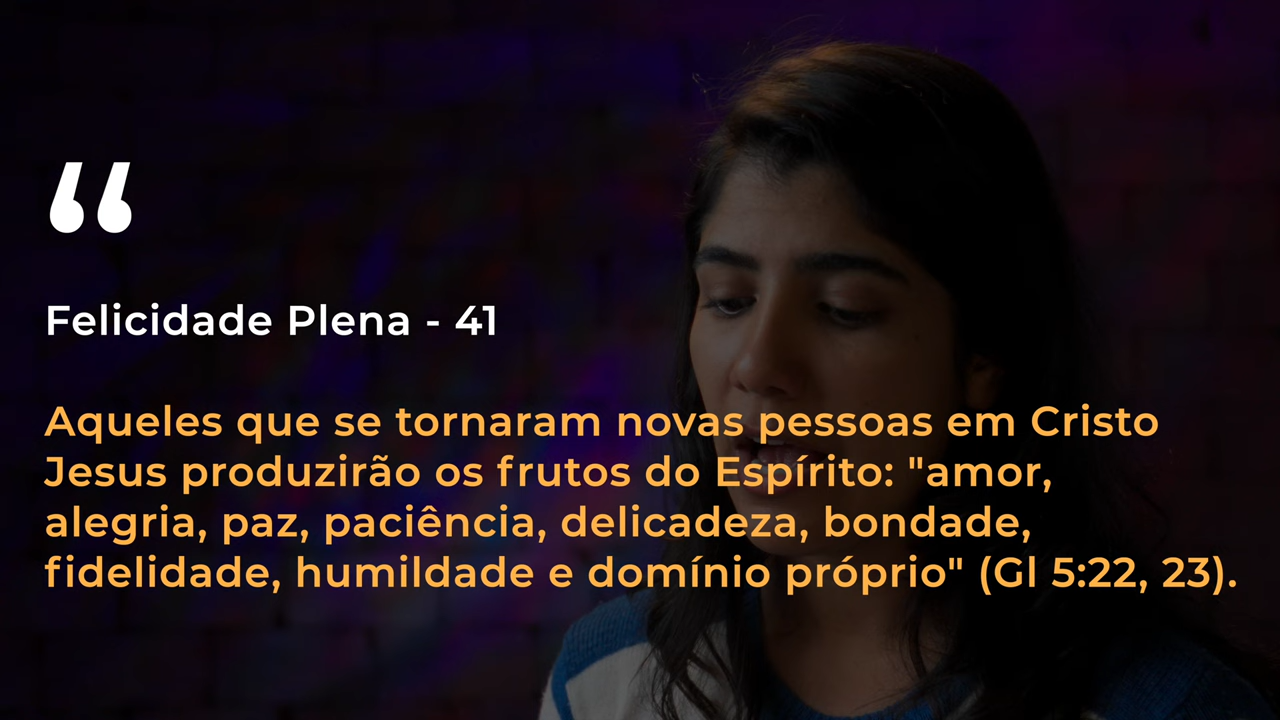 “
Felicidade Plena - 41
Aqueles que se tornaram novas pessoas em Cristo
Jesus produzirão os frutos do Espírito: "amor,
alegria, paz, paciência, delicadeza, bondade,
fidelidade, humildade e domínio próprio" (Gl 5:22, 23).